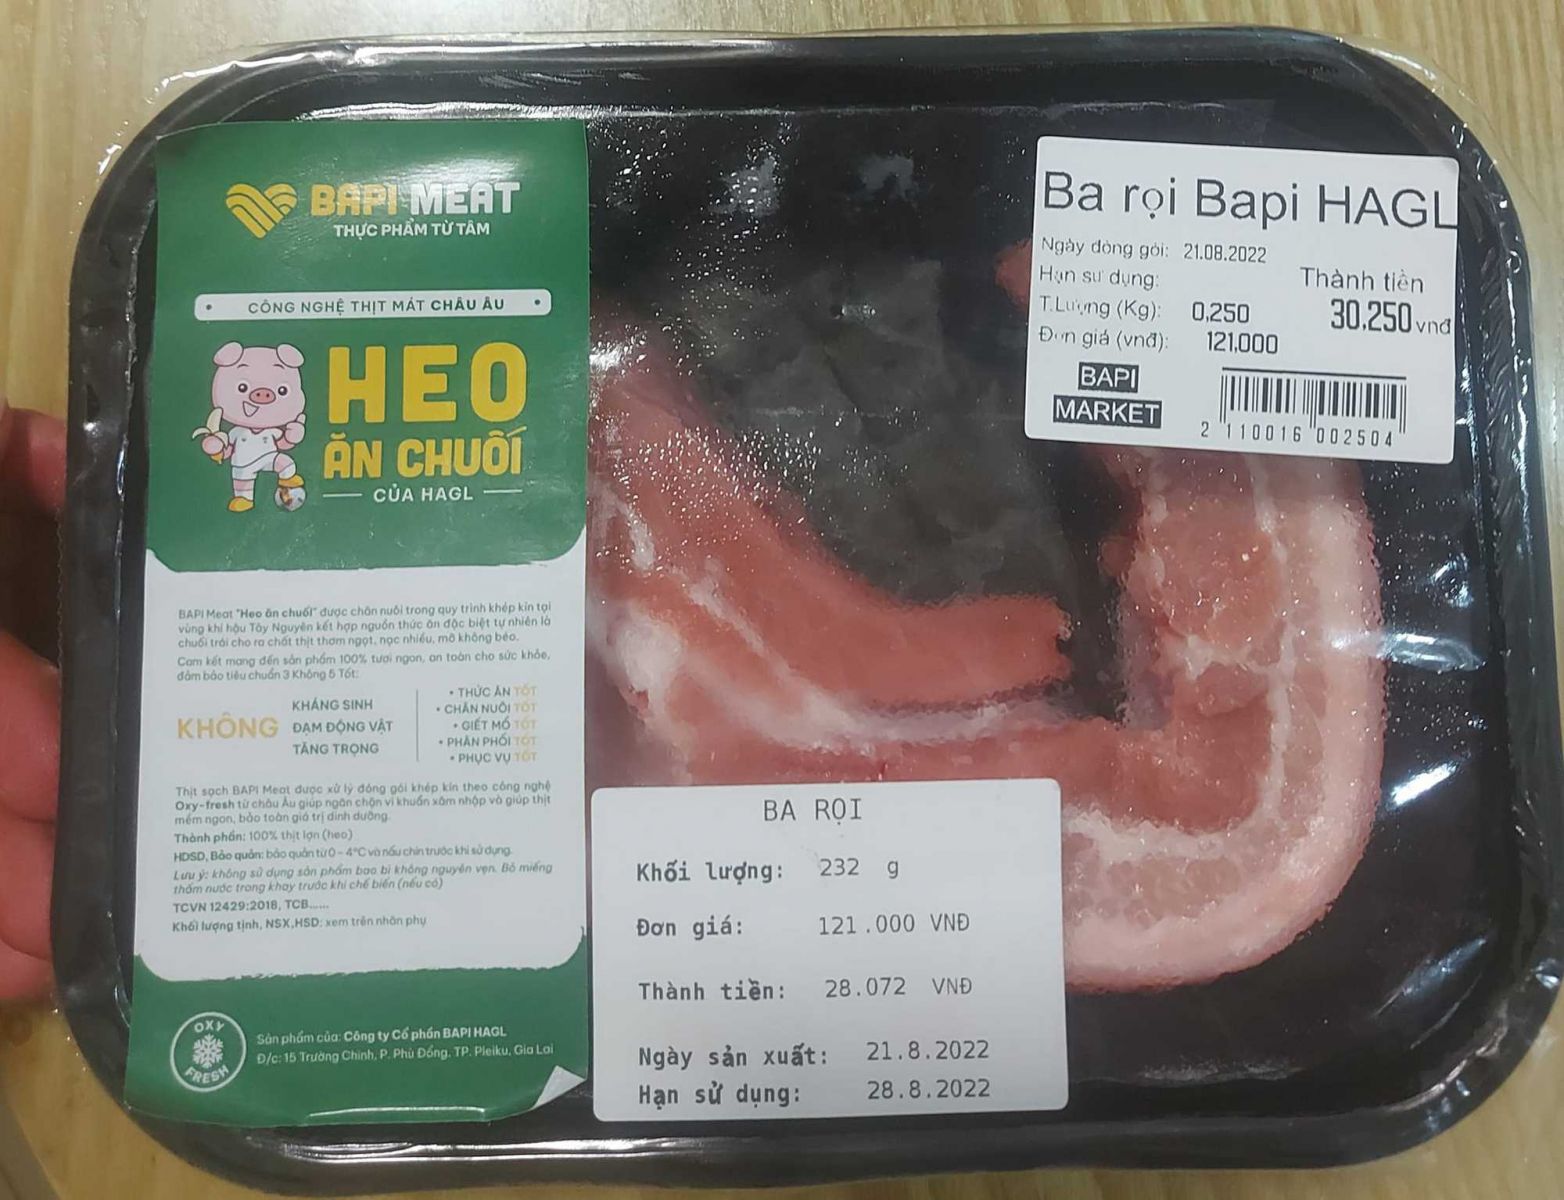 BAPI MEAT
THỰC PHẨM TỪ TÂM
CÔNG NGHỆ THỊT MÁT CHÂU ÂU
HEO
ĂN CHUỐI
CỦA HAGL
BAPI Meat "Heo ăn chuối" được chăn nuôi trong quy trình khép kín tại
vùng khí hậu Tây Nguyên kết hợp nguồn thức ăn đặc biệt tự nhiên là
chuối trái cho ra chất thịt thơm ngọt, nạc nhiều, mỡ không béo.
Cam kết mang đến sản phẩm 100% tươi ngon, an toàn cho sức khỏe,
đảm bảo tiêu chuẩn 3 Không 5 Tốt:
KHÔNG
KHÁNG SINH
ĐẠM ĐỘNG VẬT
TĂNG TRỌNG
• THỨC ĂN TỐT
• CHĂN NUÔI TỐT
• GIẾT MỔ TỐT
• PHÂN PHỐI TỐT
• PHỤC VỤ TỐT
Thịt sạch BAPI Meat được xử lý đóng gói khép kín theo công nghệ
Oxy-fresh từ châu Âu giúp ngăn chặn vi khuẩn xâm nhập và giúp thịt
mềm ngon, bảo toàn giá trị dinh dưỡng.
Thành phần: 100% thịt lợn (heo)
HDSD, Bảo quản: bảo quản từ 0 - 4°C và nấu chín trước khi sử dụng.
Lưu ý: không sử dụng sản phẩm bao bì không nguyên vẹn. Bỏ miếng
thấm nước trong khay trước khi chế biến (nếu có)
TCVN 12429:2018, TCB......
Khối lượng tịnh, NSX,HSD: xem trên nhãn phụ
OXY
FRESH
Sản phẩm của: Công ty Cổ phần BAPI HAGL
Đ/c: 15 Trường Chinh, P. Phù Đổng, TP. Pleiku, Gia Lai
Ba rọi Bapi HAGL
Ngày đóng gói: 21.08.2022
Hạn sử dụng:
Thành tiền
T.Lượng (Kg): 0,250
30.250 vnđ
Đơn giá (vnđ): 121,000
BAPI
MARKET
2 110016 002504
BA RỌI
Khối lượng: 232 g
Đơn giá: 121.000 VNĐ
Thành tiền: 28.072 VNĐ
Ngày sản xuất: 21.8.2022
Hạn sử dụng: 28.8.2022